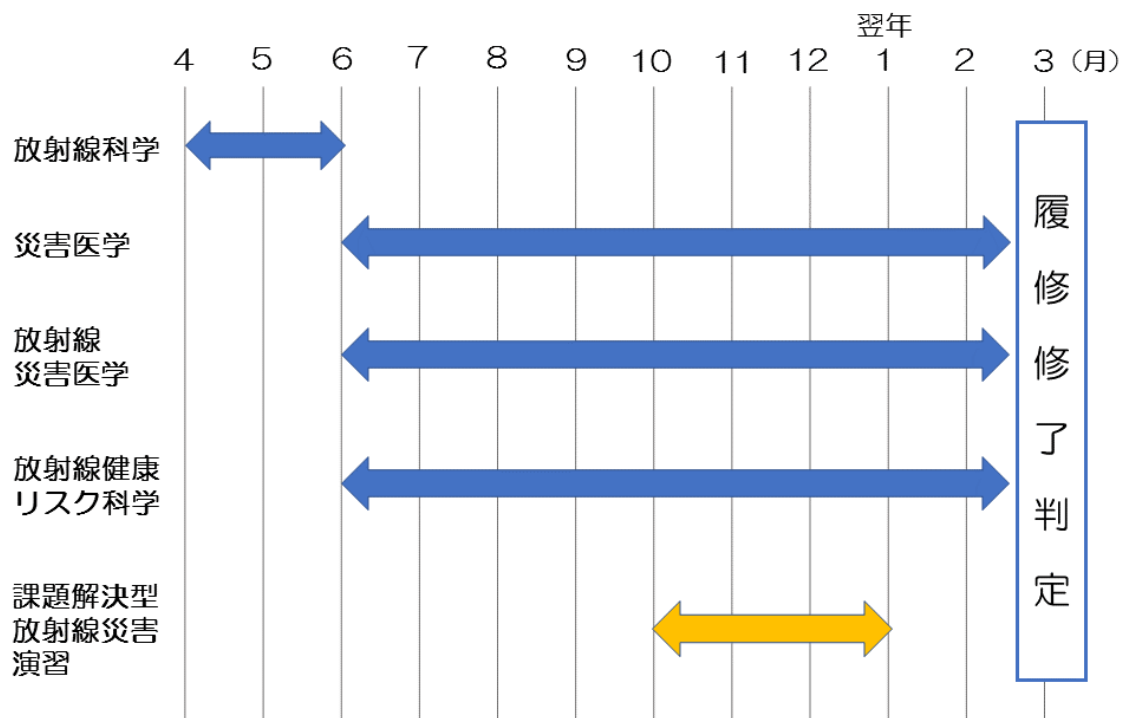 翌年
4 5 6 7 8 9 10 11 12 1 2 3 (月)
放射線科学
災害医学
放射線
災害医学
放射線健康
リスク科学
課題解決型
放射線災害
演習
履修修了判定